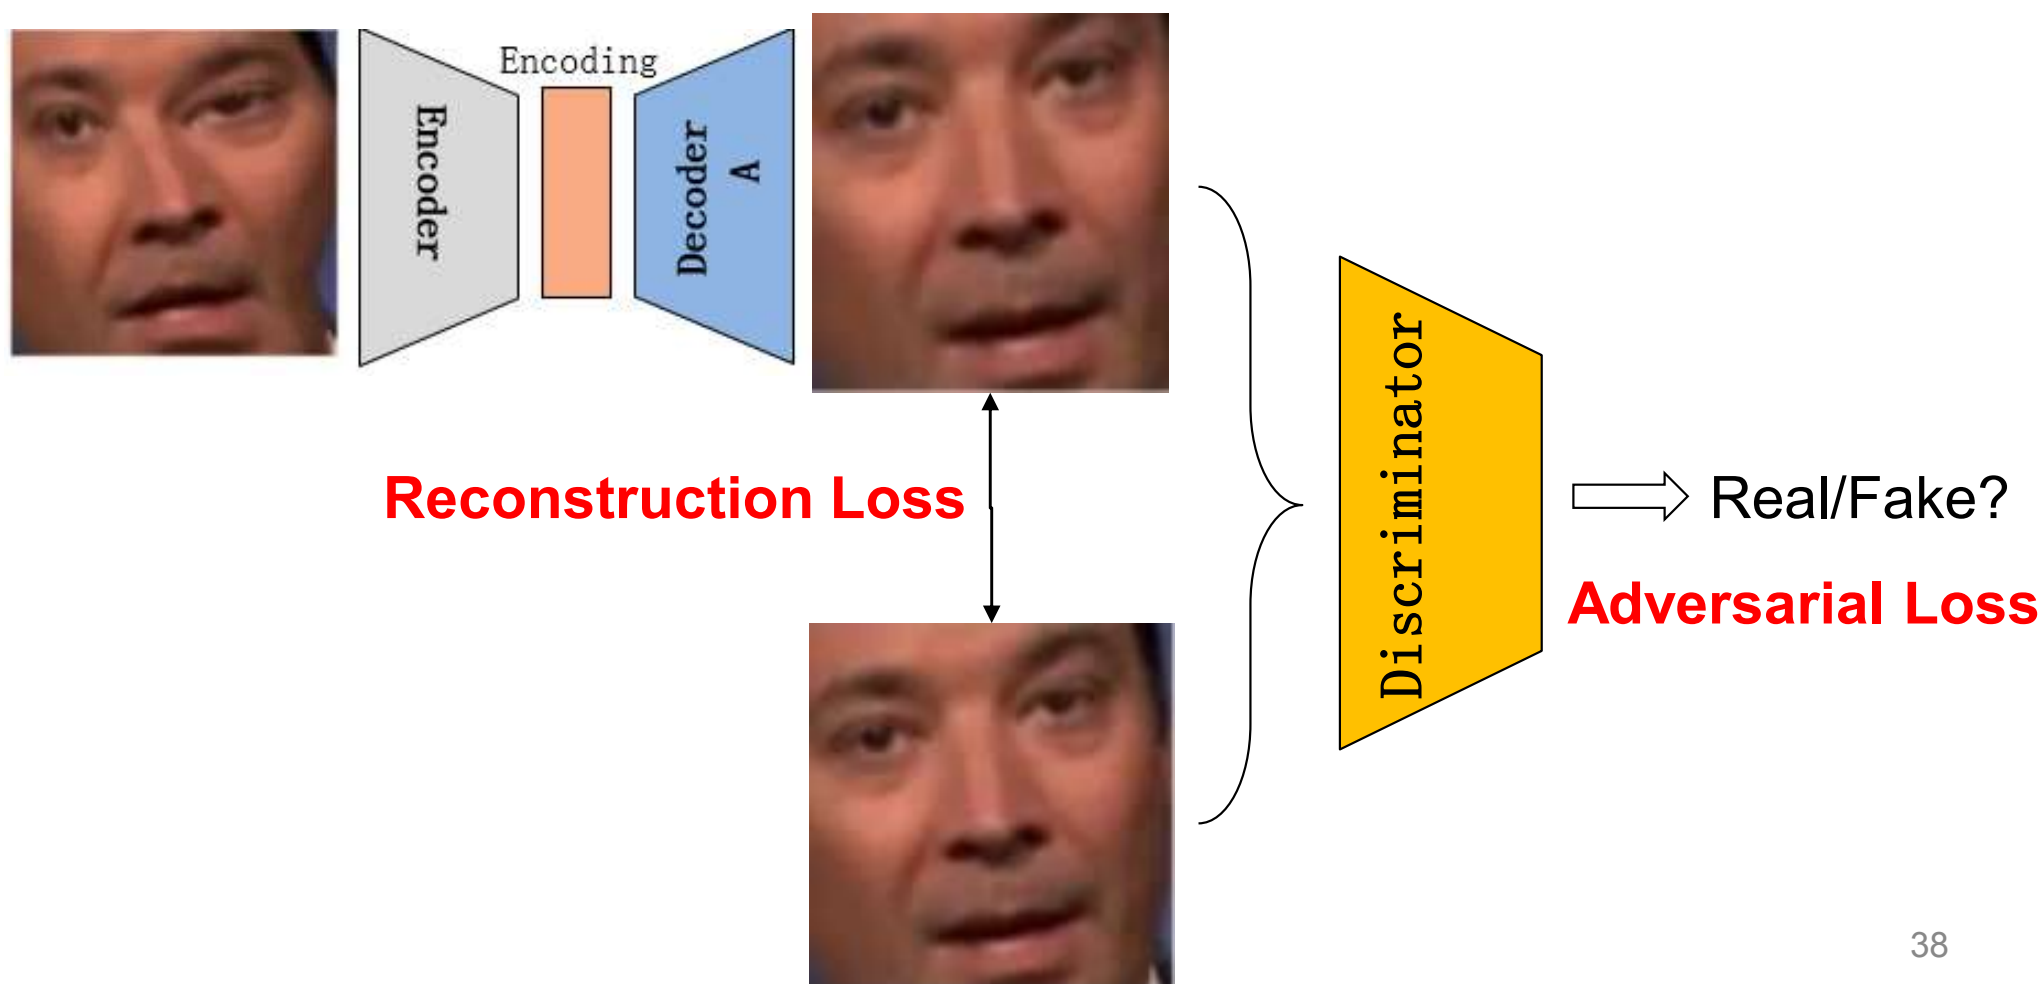 Encoding
Encoder
Decoder
A
Reconstruction Loss
Discriminator
Real/Fake?
Adversarial Loss
38